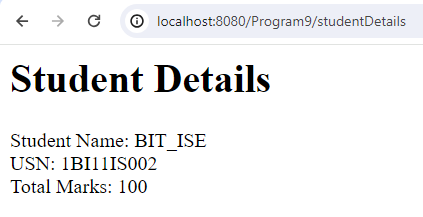 localhost:8080/Program9/studentDetails
Student Details
Student Name: BIT_ISE
USN: 1BI11IS002
Total Marks: 100